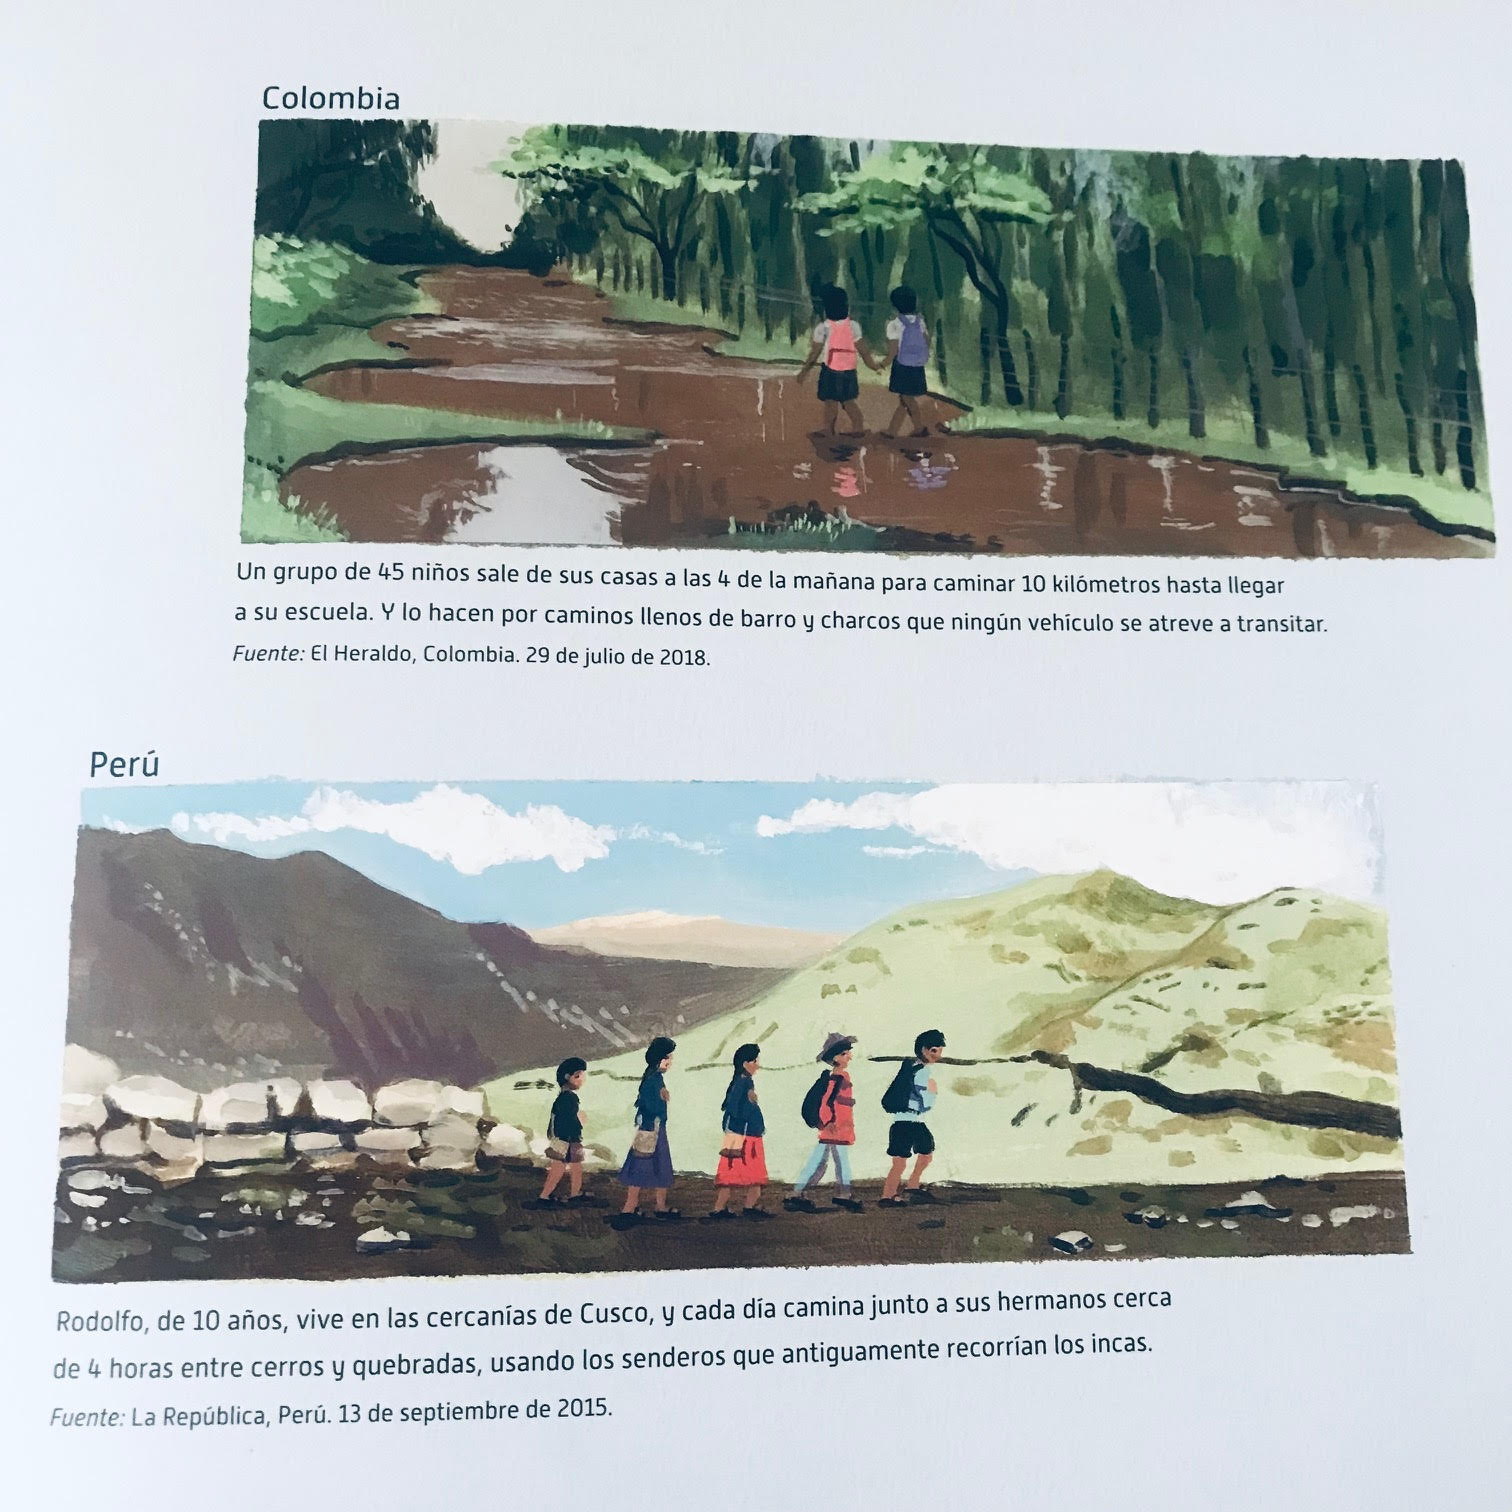 Colombia
Un grupo de 45 niños sale de sus casas a las 4 de la mañana para caminar 10 kilómetros hasta llegar
a su escuela. Y lo hacen por caminos llenos de barro y charcos que ningún vehículo se atreve a transitar.
Fuente: El Heraldo, Colombia. 29 de julio de 2018.
Perú
Rodolfo, de 10 años, vive en las cercanías de Cusco, y cada día camina junto a sus hermanos cerca
de 4 horas entre cerros y quebradas, usando los senderos que antiguamente recorrían los incas.
Fuente: La República, Perú. 13 de septiembre de 2015.